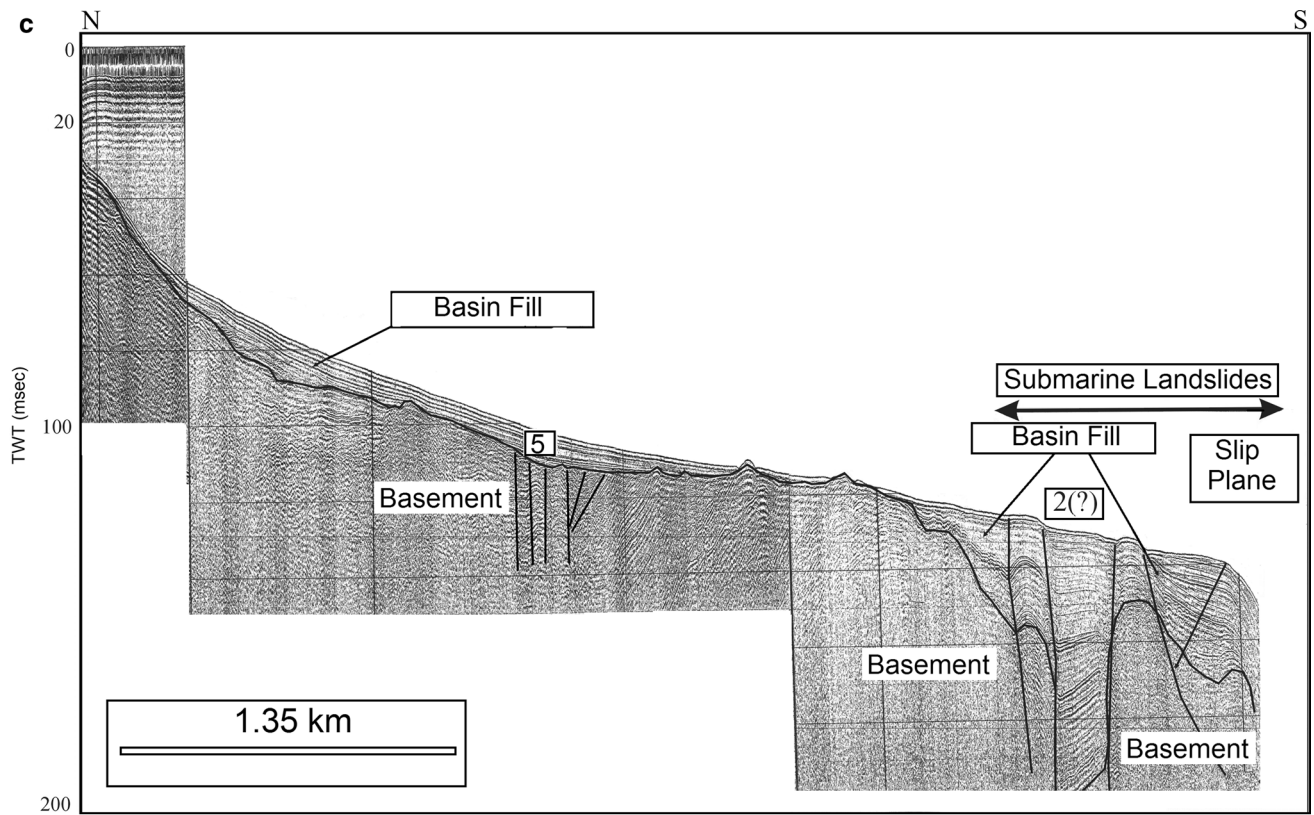 c
N
S
0
20
Basin Fill
Submarine Landslides
100
TWT (msec)
5
Basin Fill
Slip
Plane
Basement
2(?)
Basement
1.35 km
Basement
200